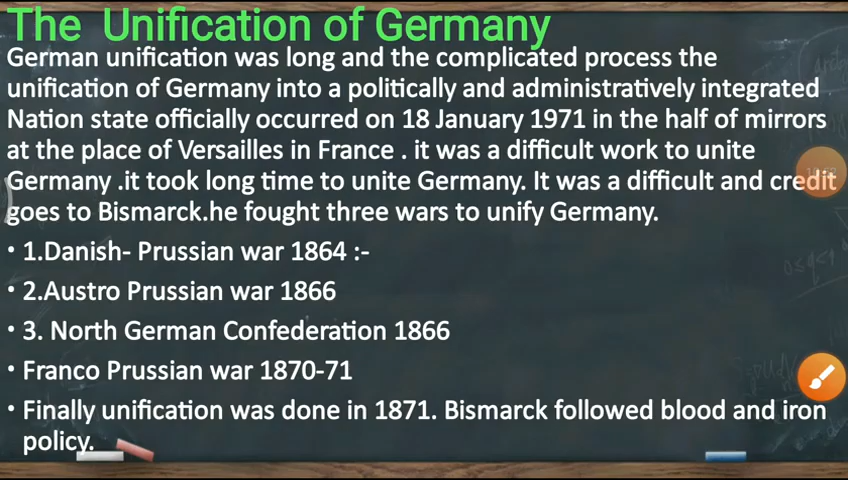 The  Unification of Germany
German unification was long and the complicated process the
unification of Germany into a politically and administratively integrated
Nation state officially occurred on 18 January 1971 in the half of mirrors
at the place of Versailles in France . it was a difficult work to unite
Germany .it took long time to unite Germany. It was a difficult and credit
goes to Bismarck.he fought three wars to unify Germany.
• 1.Danish- Prussian war 1864 :-
• 2.Austro Prussian war 1866
• 3. North German Confederation 1866
• Franco Prussian war 1870-71
• Finally unification was done in 1871. Bismarck followed blood and iron
policy.